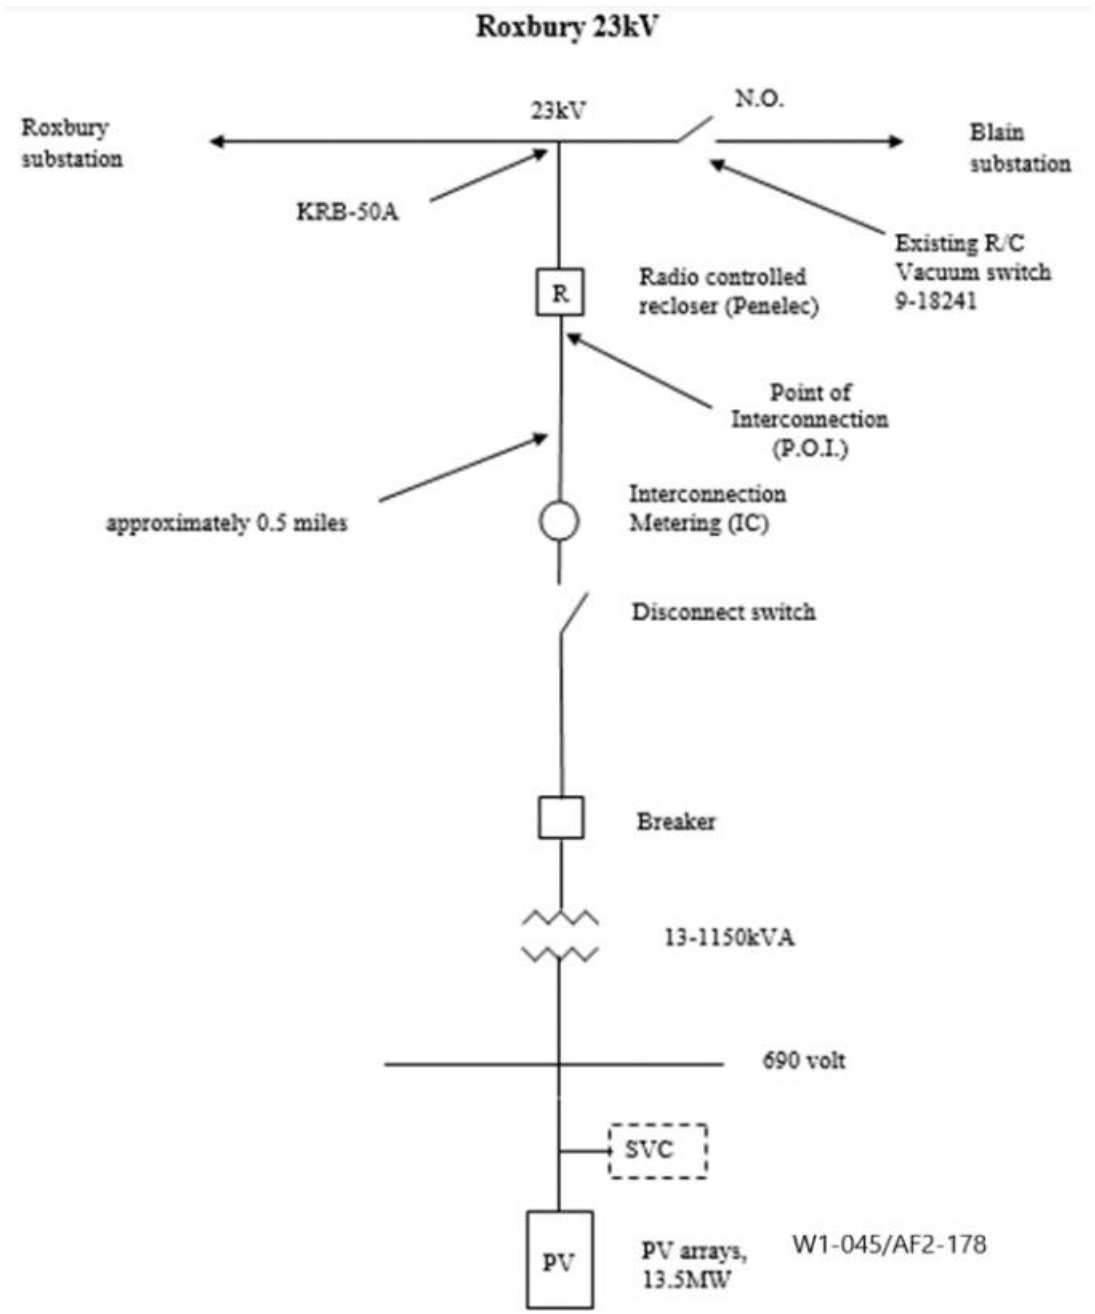 Roxbury 23kV
23kV
N.O.
Roxbury
substation
Blain
substation
KRB-50A
Existing R/C
Vacuum switch
9-18241
Radio controlled
recloser (Penelec)
R
Point of
Interconnection
(P.O.I.)
Interconnection
Metering (IC)
approximately 0.5 miles
Disconnect switch
Breaker
13-1150kVA
690 volt
SVC
PV
PV arrays,
13.5MW
W1-045/AF2-178